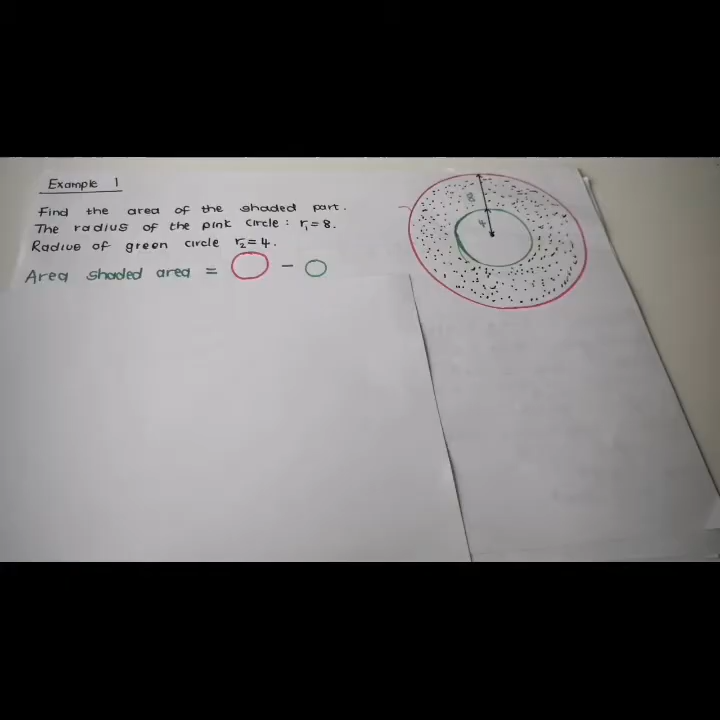 Example 1
Find the area of the shaded part.
The radius of the pink circle: r₁=8.
Radius of green circle r₂=4.
Area shaded area = ◯ − ◯
8
4